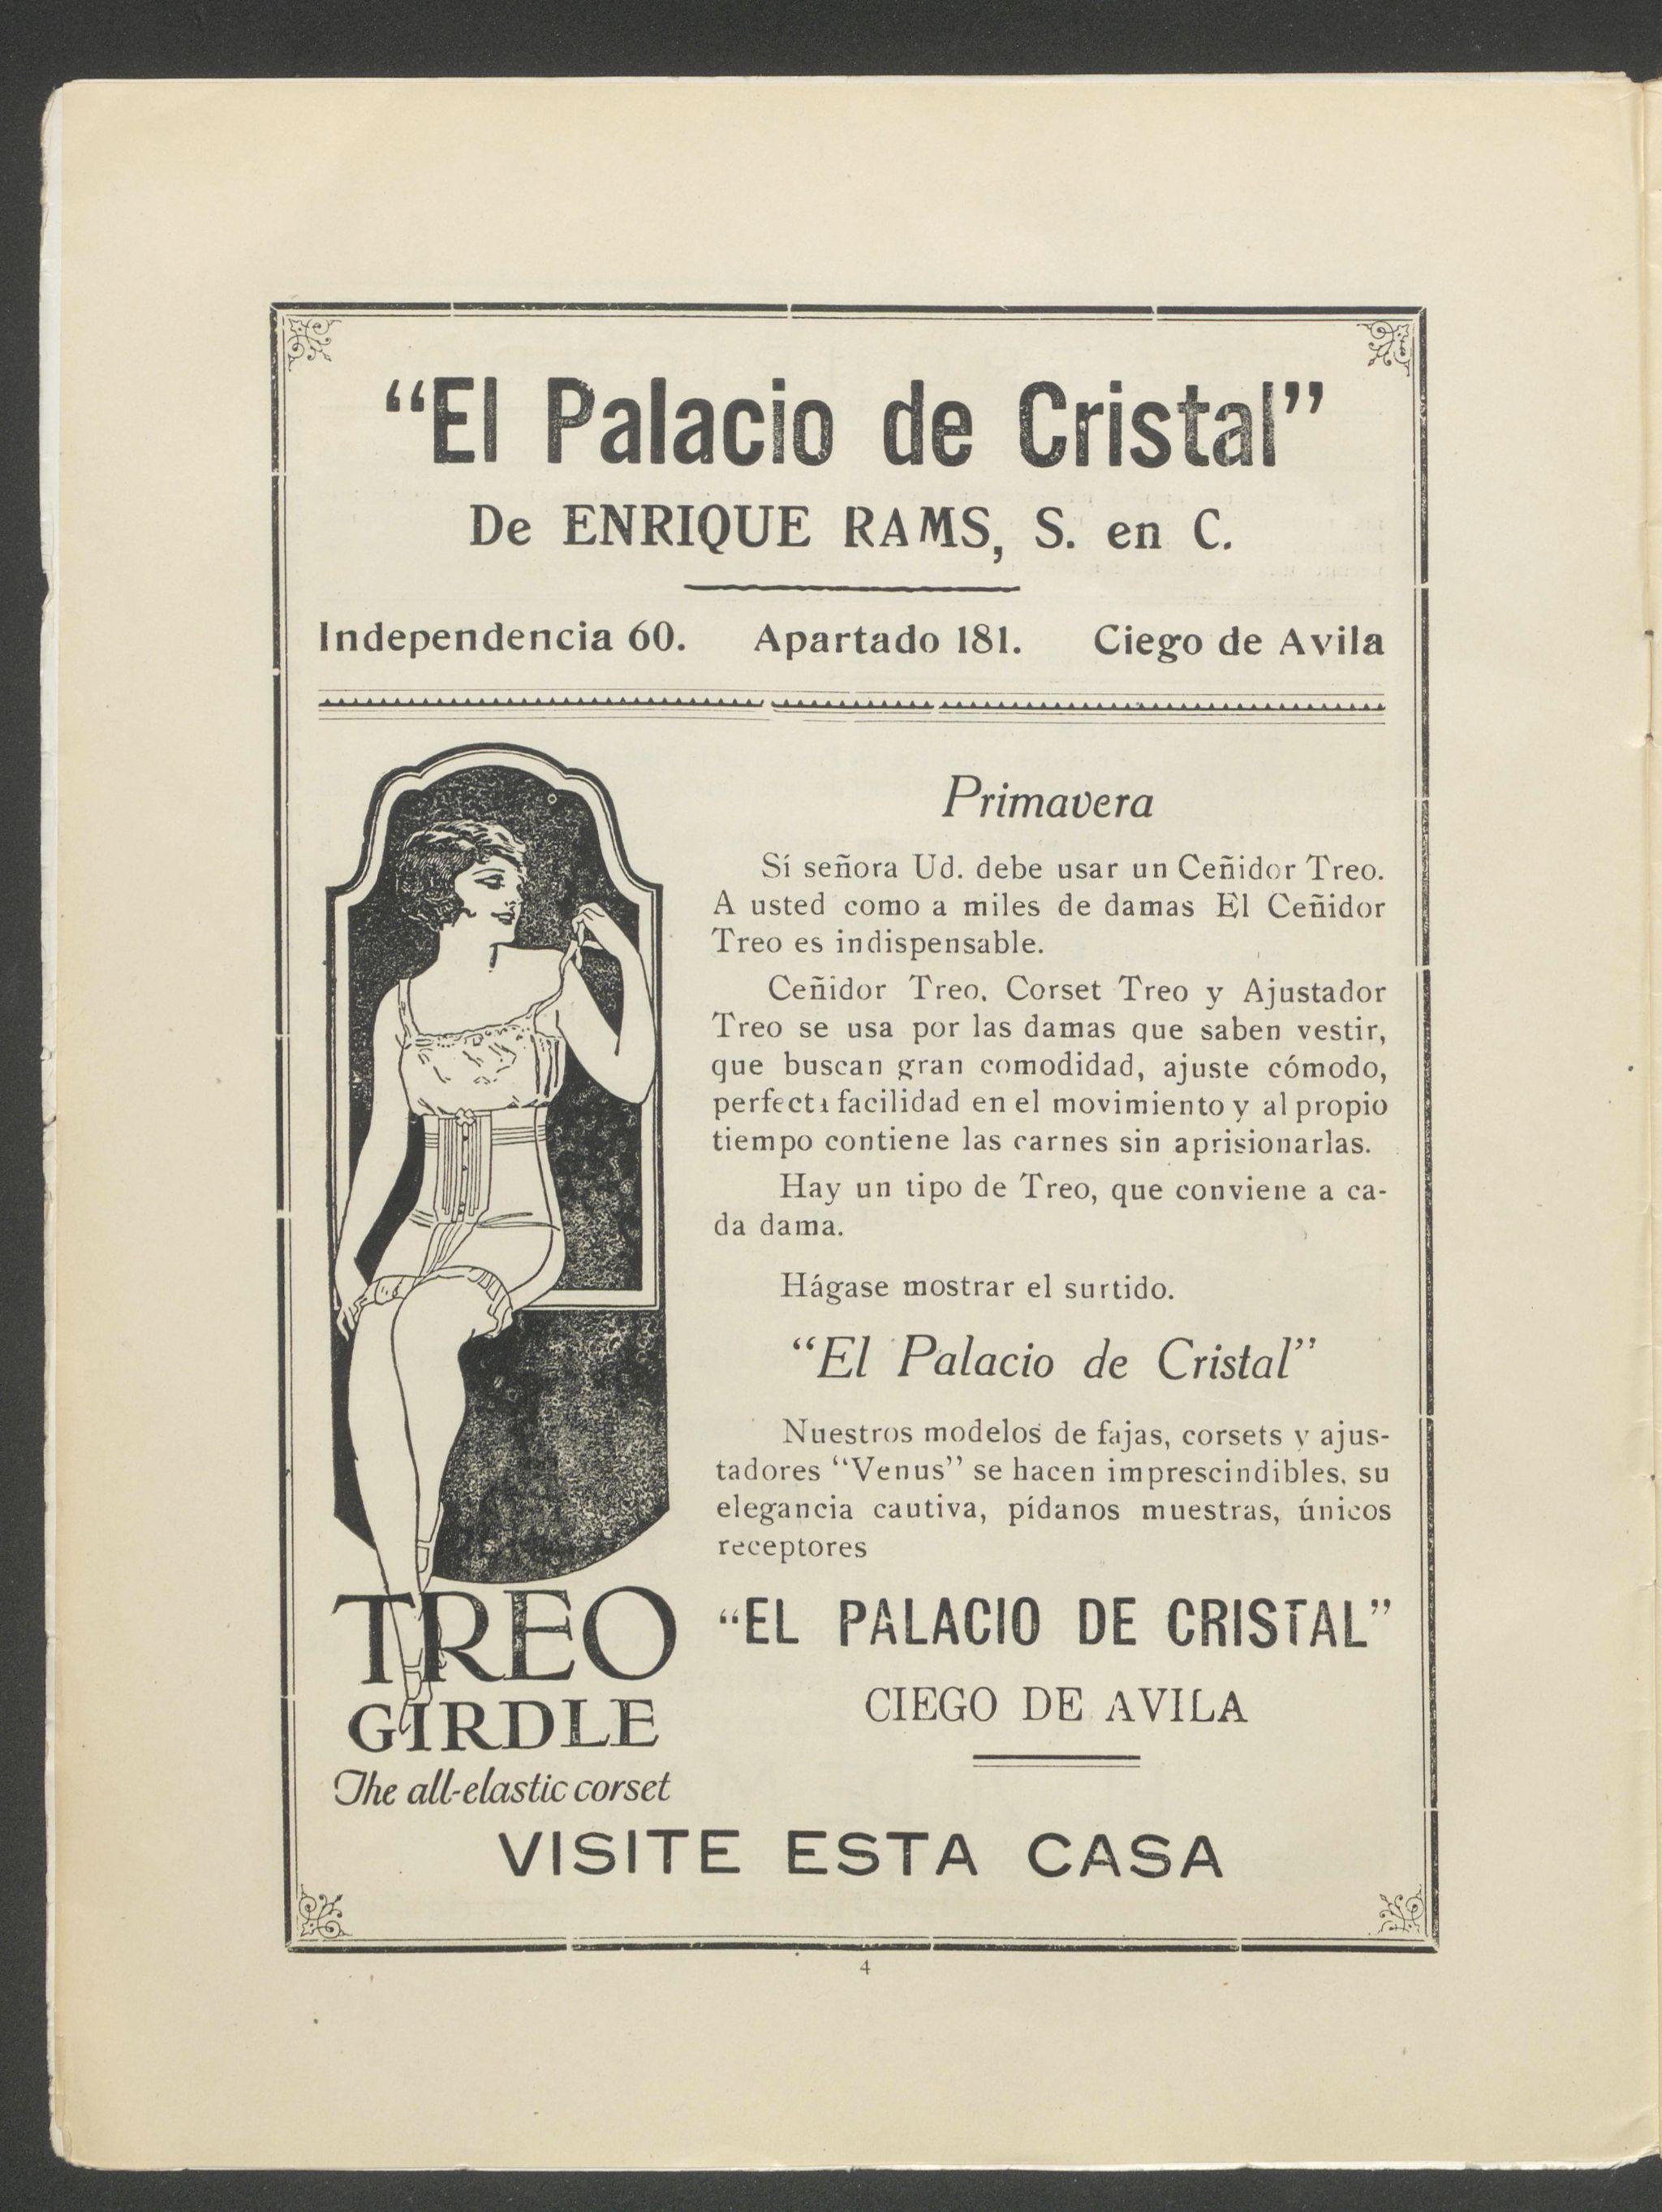 “El Palacio de Cristal”
De ENRIQUE RAMS, S. en C.
Independencia 60. Apartado 181. Ciego de Avila
Primavera
Sí señora Ud. debe usar un Ceñidor Treo.
A usted como a miles de damas El Ceñidor
Treo es indispensable.
Ceñidor Treo, Corset Treo y Ajustador
Treo se usa por las damas que saben vestir,
que buscan gran comodidad, ajuste cómodo,
perfecta facilidad en el movimiento y al propio
tiempo contiene las carnes sin aprisionarlas.
Hay un tipo de Treo, que conviene a ca-
da dama.
Hágase mostrar el surtido.
“El Palacio de Cristal”
Nuestros modelos de fajas, corsets y ajus-
tadores “Venus” se hacen imprescindibles, su
elegancia cautiva, pídanos muestras, únicos
receptores
“EL PALACIO DE CRISTAL”
CIEGO DE AVILA
TREO
GIRDLE
The all-elastic corset
VISITE ESTA CASA
4